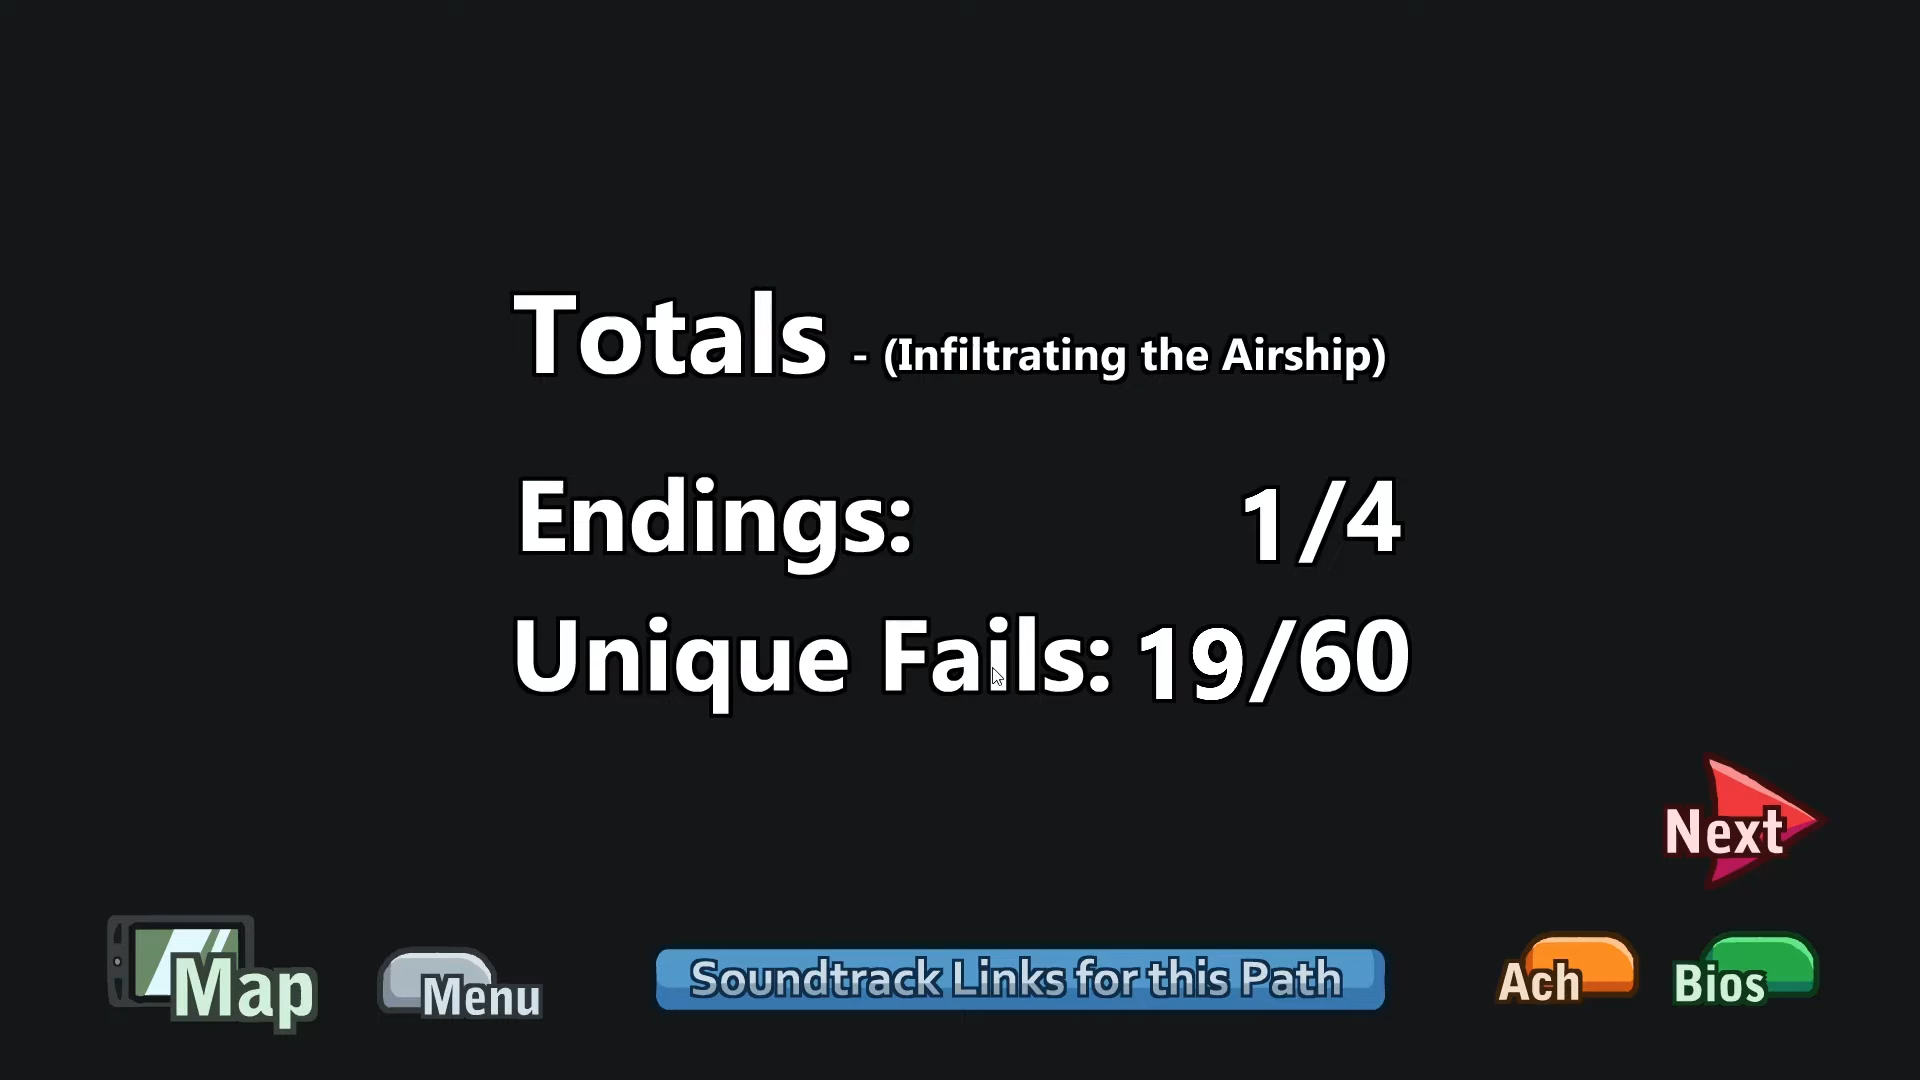 Totals - (Infiltrating the Airship)
Endings: 1/4
Unique Fails: 19/60
Next
Map
Menu
Soundtrack Links for this Path
Ach
Bios